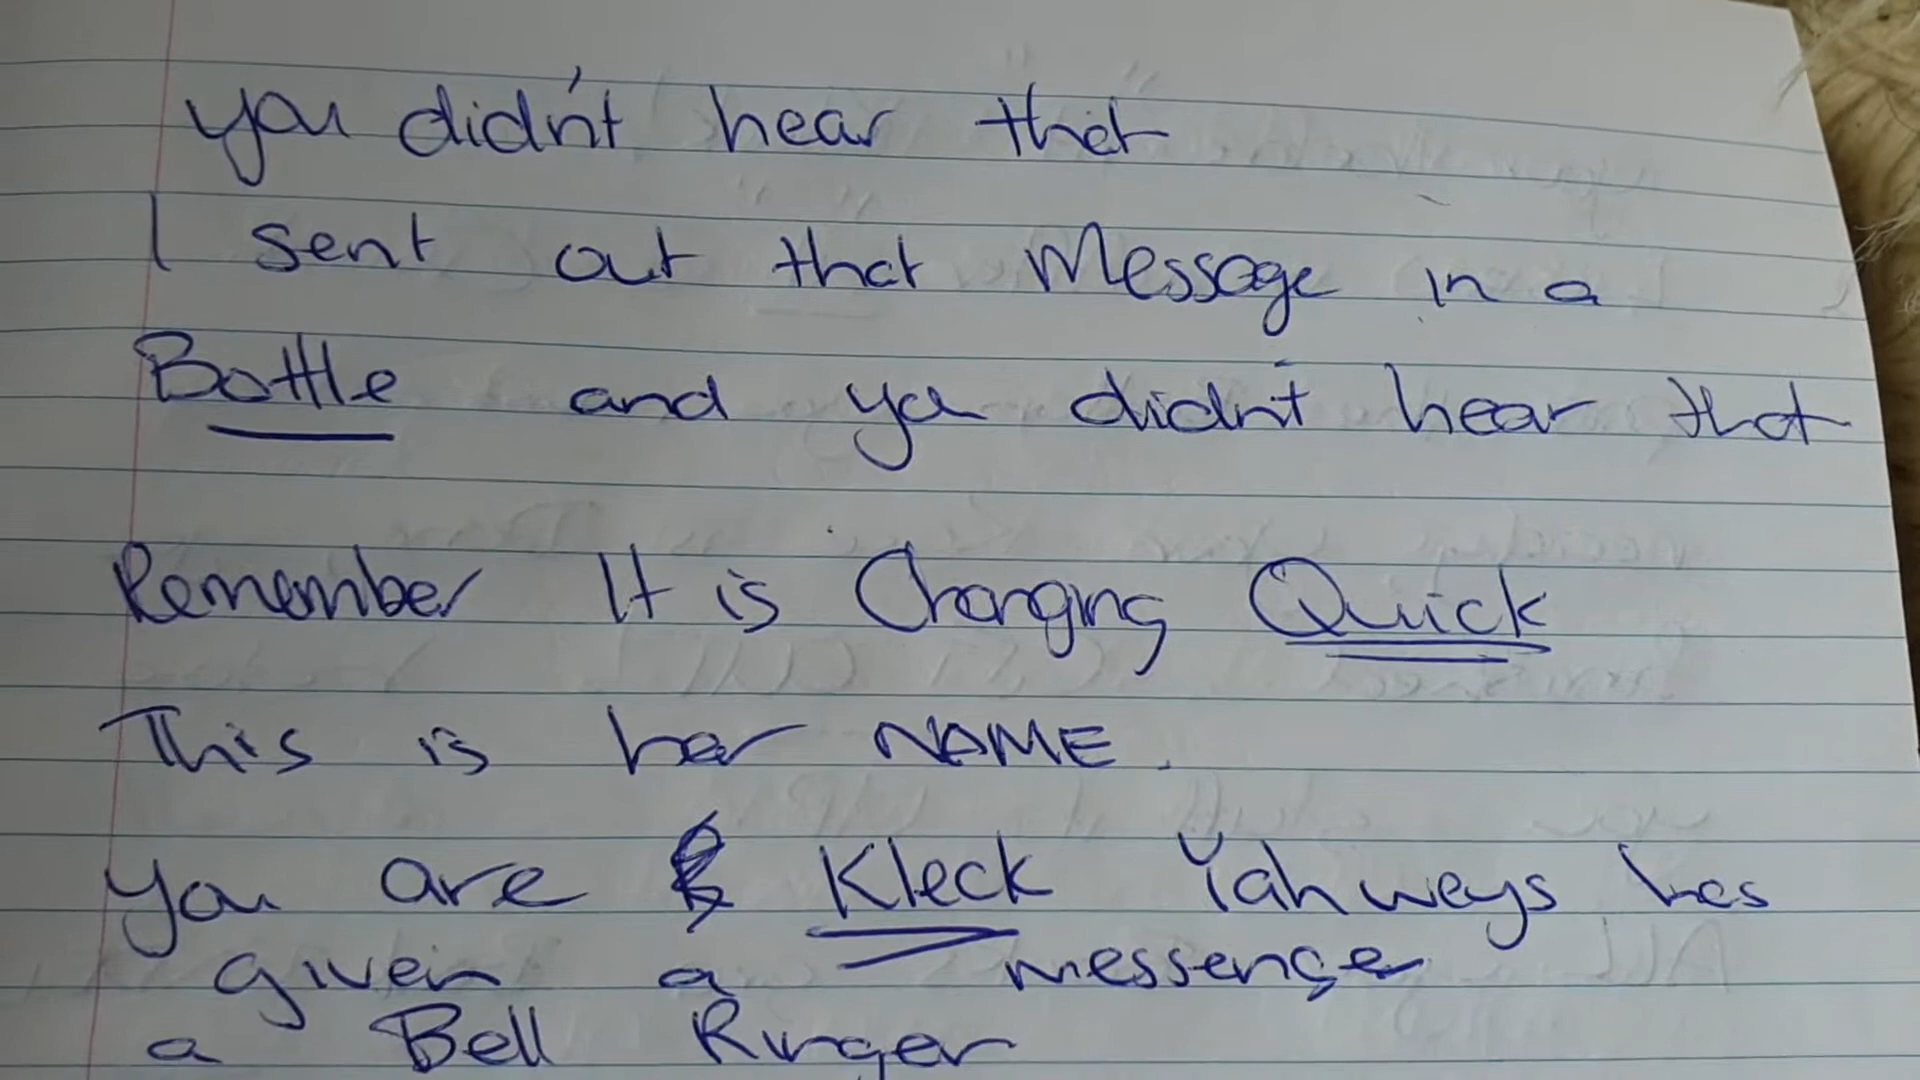 you didn't hear that
I sent out that Message in a
Bottle and you didn't hear that
Remember It is Changing Quick
This is her NAME.
You are Kleck Yahweys has
given a messenger
a Bell Ringer